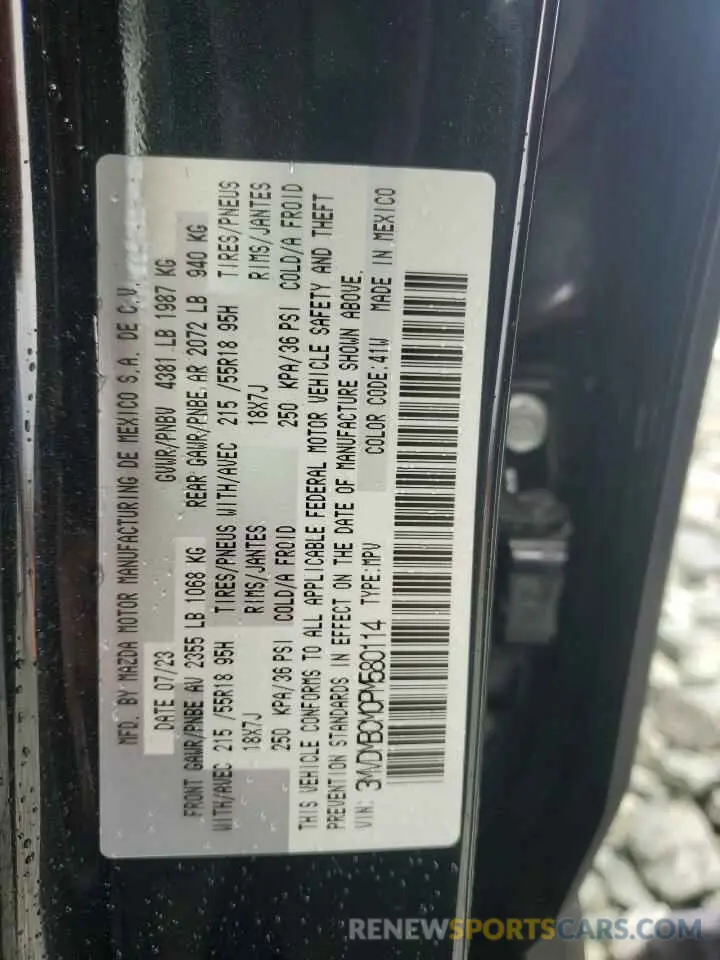 MFD. BY MAZDA MOTOR MANUFACTURING DE MEXICO S.A. DE C.V.
DATE 07/23 GVWR/PNBV 4381 LB 1987 KG
FRONT GAWR/PNBE AV 2355 LB 1068 KG REAR GAWR/PNBE AR 2072 LB 940 KG
WITH/AVEC 215 /55R18 95H TIRES/PNEUS WITH/AVEC 215 /55R18 95H TIRES/PNEUS
18X7J RIMS/JANTES 18X7J RIMS/JANTES
250 KPA/36 PSI COLD/A FROID 250 KPA/36 PSI COLD/A FROID
THIS VEHICLE CONFORMS TO ALL APPLICABLE FEDERAL MOTOR VEHICLE SAFETY AND THEFT
PREVENTION STANDARDS IN EFFECT ON THE DATE OF MANUFACTURE SHOWN ABOVE.
VIN: 3MVDMBCM0PM580114 TYPE:MPV COLOR CODE:41W MADE IN MEXICO
RENEWSPORTSCARS.COM